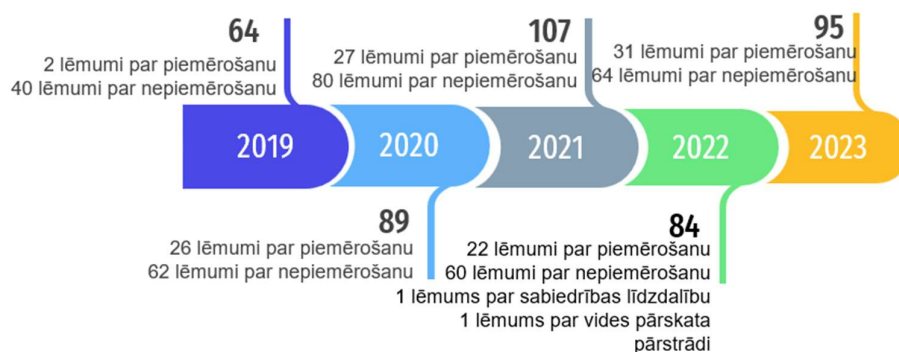 64
2 lēmumi par piemērošanu
40 lēmumi par nepiemērošanu
107
27 lēmumi par piemērošanu
80 lēmumi par nepiemērošanu
95
31 lēmumi par piemērošanu
64 lēmumi par nepiemērošanu
2019
2020
2021
2022
2023
89
26 lēmumi par piemērošanu
62 lēmumi par nepiemērošanu
84
22 lēmumi par piemērošanu
60 lēmumi par nepiemērošanu
1 lēmums par sabiedrības līdzdalību
1 lēmums par vides pārskata
pārstrādi